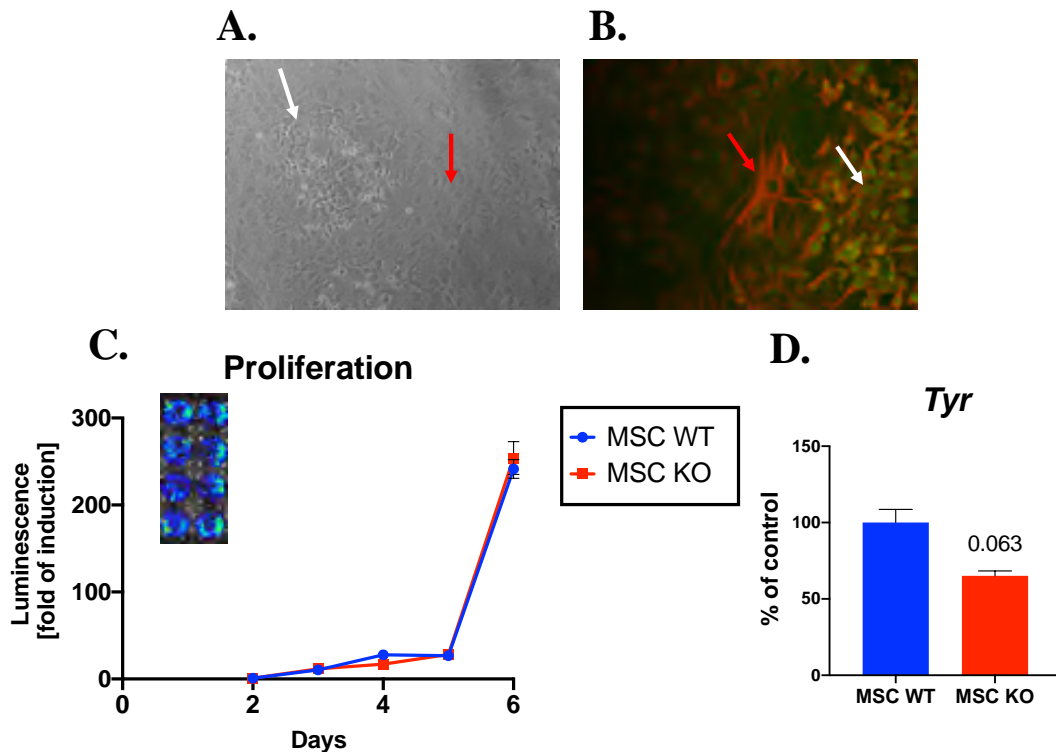 A.
B.
C.
Proliferation
Luminescence
[fold of induction]
300
200
100
0
0
2
4
6
Days
MSC WT
MSC KO
D.
Tyr
% of control
150
100
50
0
0.063
MSC WT
MSC KO